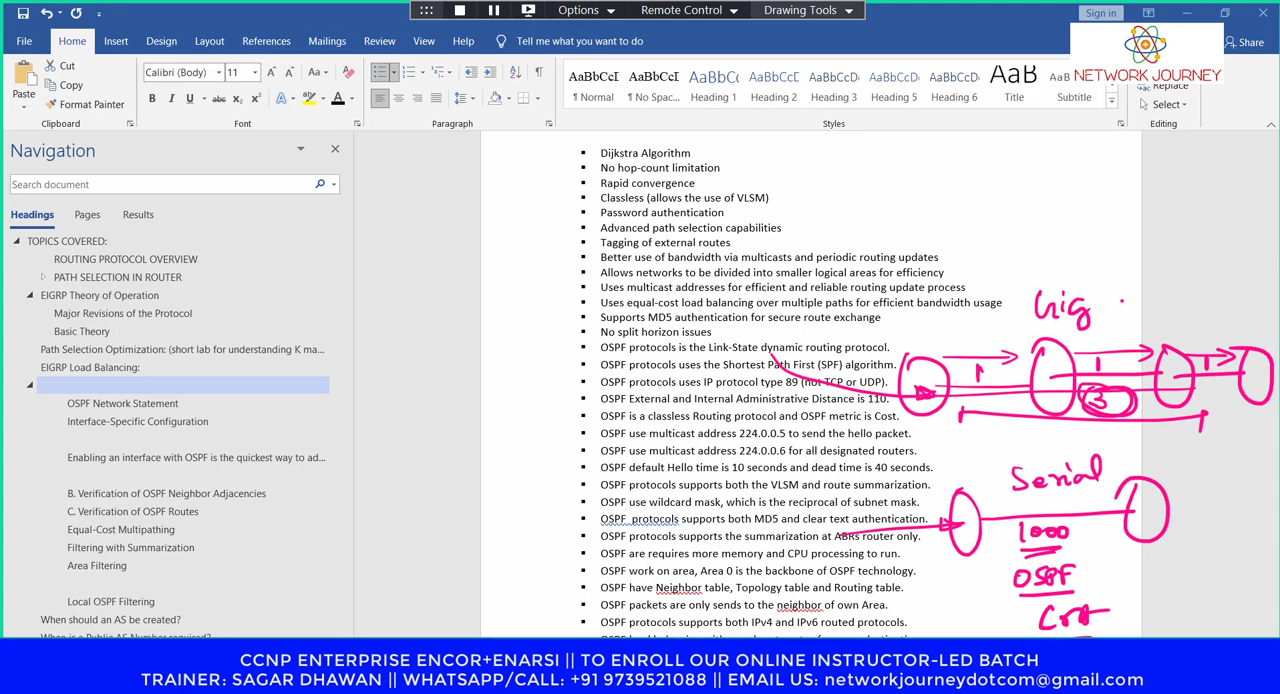 Options
Remote Control
Drawing Tools
Sign in
File
Home
Insert
Design
Layout
References
Mailings
Review
View
Help
Tell me what you want to do
Share
NETWORK JOURNEY
Paste
Cut
Copy
Format Painter
Clipboard
Calibri (Body)
11
Font
Paragraph
AaBbCcI
¶ Normal
AaBbCcI
¶ No Spac...
AaBbCc
Heading 1
AaBbCcI
Heading 2
AaBbCcI
Heading 3
AaBbCcI
Heading 5
AaBbCcI
Heading 6
AaB
Title
Subtitle
Styles
Replace
Select
Editing
Navigation
Search document
Headings
Pages
Results
TOPICS COVERED:
ROUTING PROTOCOL OVERVIEW
PATH SELECTION IN ROUTER
EIGRP Theory of Operation
Major Revisions of the Protocol
Basic Theory
Path Selection Optimization: (short lab for understanding K ma...
EIGRP Load Balancing:
OSPF Network Statement
Interface-Specific Configuration
Enabling an interface with OSPF is the quickest way to ad...
B. Verification of OSPF Neighbor Adjacencies
C. Verification of OSPF Routes
Equal-Cost Multipathing
Filtering with Summarization
Area Filtering
Local OSPF Filtering
When should an AS be created?
When is a Public AS Number required?
▪ Dijkstra Algorithm
▪ No hop-count limitation
▪ Rapid convergence
▪ Classless (allows the use of VLSM)
▪ Password authentication
▪ Advanced path selection capabilities
▪ Tagging of external routes
▪ Better use of bandwidth via multicasts and periodic routing updates
▪ Allows networks to be divided into smaller logical areas for efficiency
▪ Uses multicast addresses for efficient and reliable routing update process
▪ Uses equal-cost load balancing over multiple paths for efficient bandwidth usage
▪ Supports MD5 authentication for secure route exchange
▪ No split horizon issues
▪ OSPF protocols is the Link-State dynamic routing protocol.
▪ OSPF protocols uses the Shortest Path First (SPF) algorithm.
▪ OSPF protocols uses IP protocol type 89 (not TCP or UDP).
▪ OSPF External and Internal Administrative Distance is 110.
▪ OSPF is a classless Routing protocol and OSPF metric is Cost.
▪ OSPF use multicast address 224.0.0.5 to send the hello packet.
▪ OSPF use multicast address 224.0.0.6 for all designated routers.
▪ OSPF default Hello time is 10 seconds and dead time is 40 seconds.
▪ OSPF protocols supports both the VLSM and route summarization.
▪ OSPF use wildcard mask, which is the reciprocal of subnet mask.
▪ OSPF protocols supports both MD5 and clear text authentication.
▪ OSPF protocols supports the summarization at ABRs router only.
▪ OSPF are requires more memory and CPU processing to run.
▪ OSPF work on area, Area 0 is the backbone of OSPF technology.
▪ OSPF have Neighbor table, Topology table and Routing table.
▪ OSPF packets are only sends to the neighbor of own Area.
▪ OSPF protocols supports both IPv4 and IPv6 routed protocols.
Gig
1
1
1
3
Serial
1000
OSPF
CCNP ENTERPRISE ENCOR+ENARSI || TO ENROLL OUR ONLINE INSTRUCTOR-LED BATCH
TRAINER: SAGAR DHAWAN || WHATSAPP/CALL: +91 9739521088 || EMAIL US: networkjourneydotcom@gmail.com